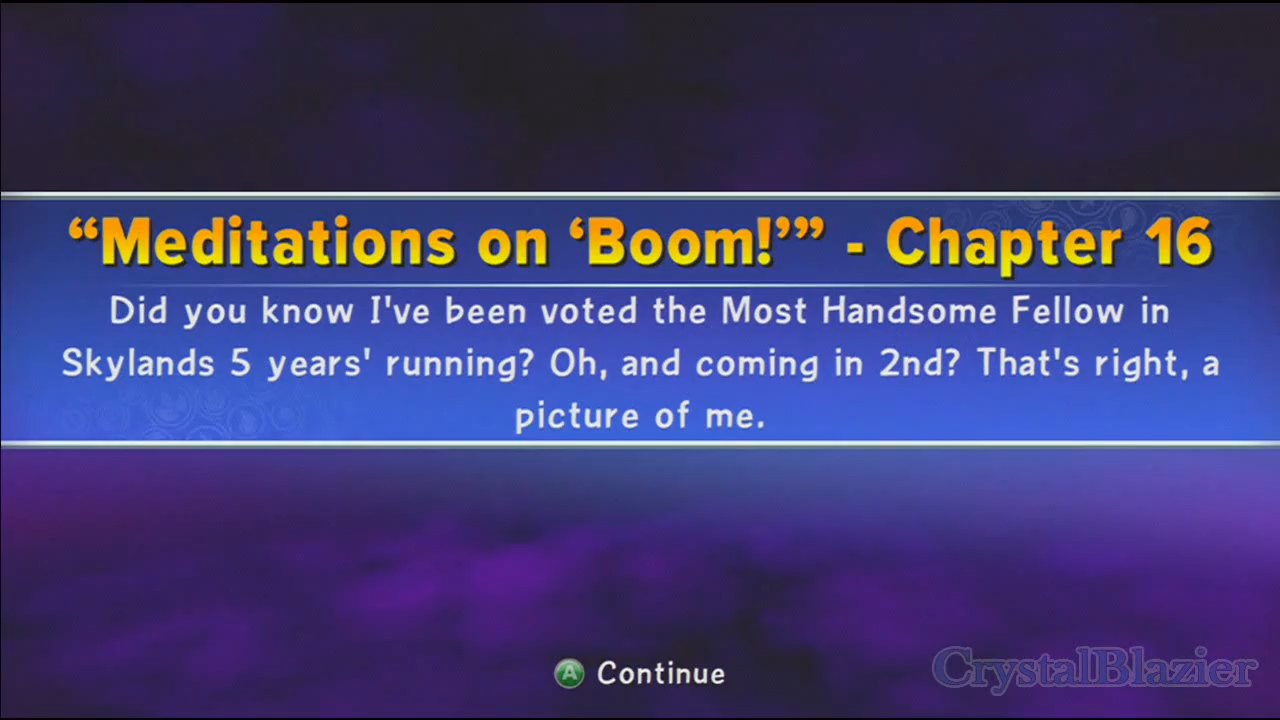 “Meditations on ‘Boom!’” - Chapter 16
Did you know I've been voted the Most Handsome Fellow in
Skylands 5 years' running? Oh, and coming in 2nd? That's right, a
picture of me.
A Continue
CrystalBlazier